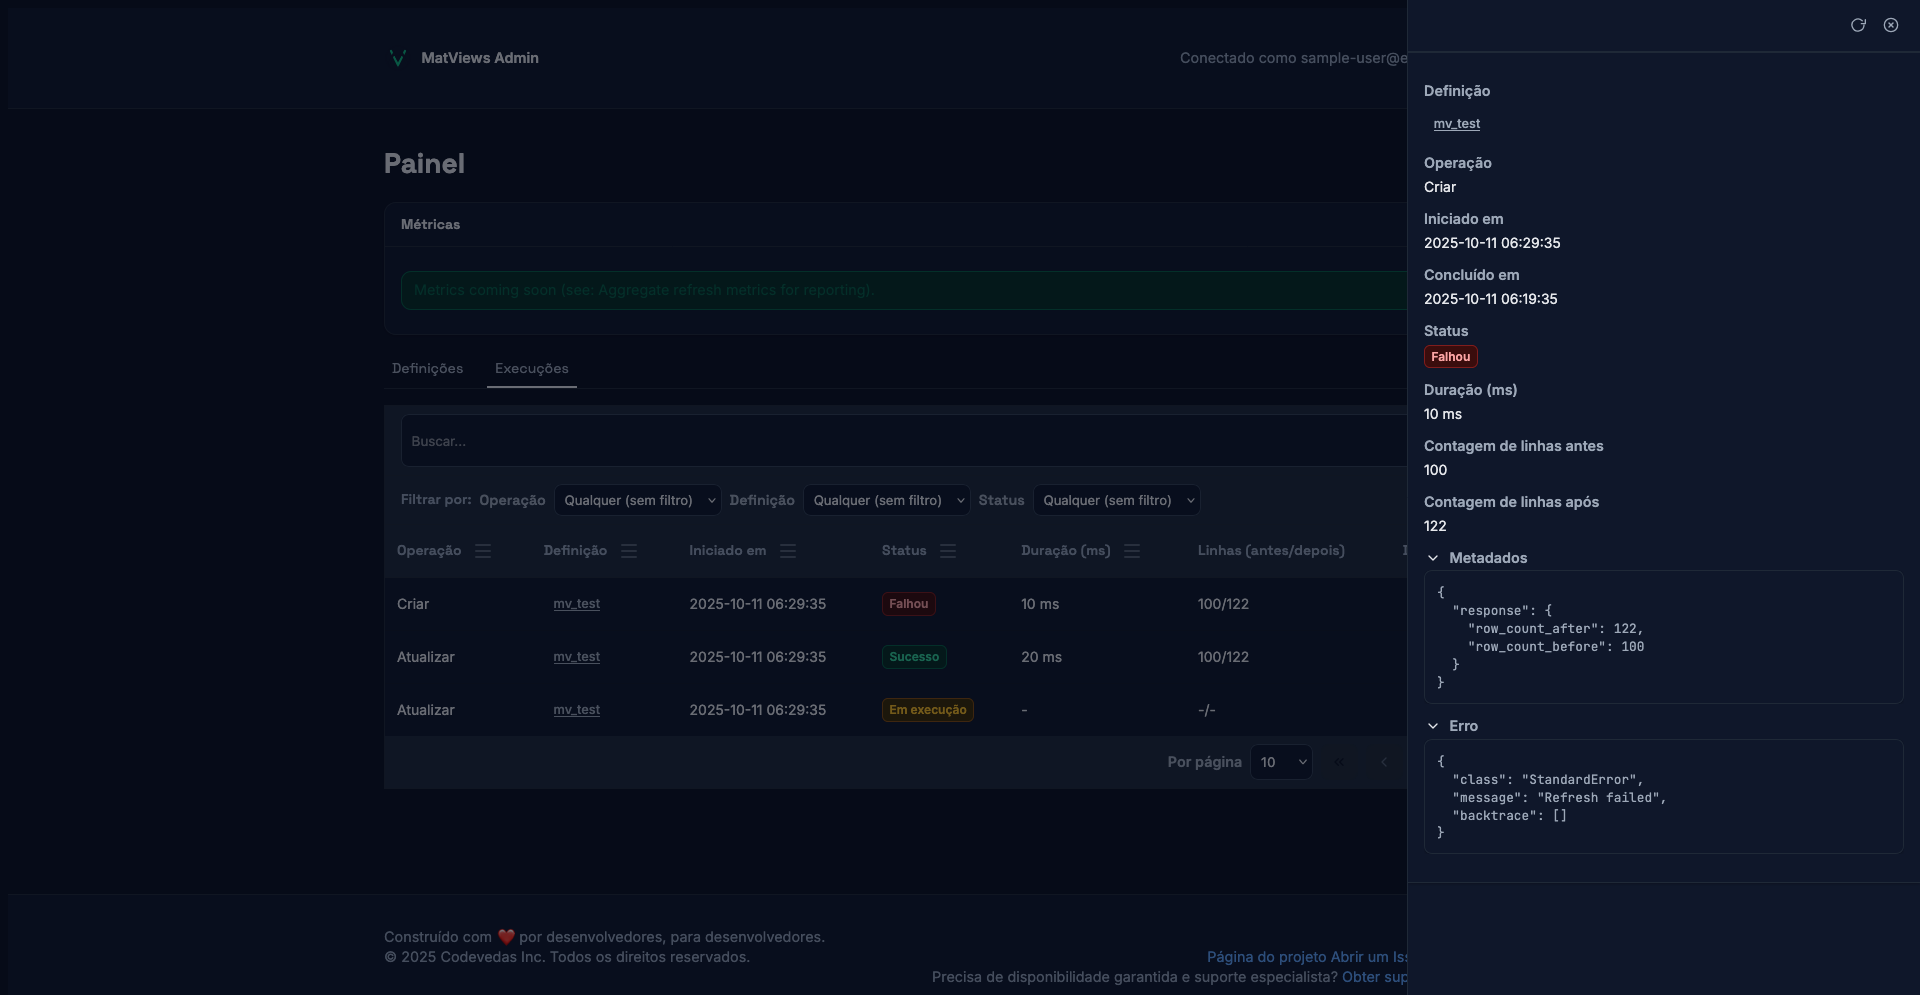 MatViews Admin
Conectado como sample-user@e
Painel
Métricas
Metrics coming soon (see: Aggregate refresh metrics for reporting).
Definições Execuções
Buscar...
Filtrar por: Operação Qualquer (sem filtro) Definição Qualquer (sem filtro) Status Qualquer (sem filtro)
Operação Definição Iniciado em Status Duração (ms) Linhas (antes/depois)
Criar mv_test 2025-10-11 06:29:35 Falhou 10 ms 100/122
Atualizar mv_test 2025-10-11 06:29:35 Sucesso 20 ms 100/122
Atualizar mv_test 2025-10-11 06:29:35 Em execução - -/-
Por página 10
Construído com ❤️ por desenvolvedores, para desenvolvedores.
© 2025 Codevedas Inc. Todos os direitos reservados.
Página do projeto Abrir um Iss
Precisa de disponibilidade garantida e suporte especialista? Obter sup
Definição
mv_test
Operação
Criar
Iniciado em
2025-10-11 06:29:35
Concluído em
2025-10-11 06:19:35
Status
Falhou
Duração (ms)
10 ms
Contagem de linhas antes
100
Contagem de linhas após
122
Metadados
{
"response": {
"row_count_after": 122,
"row_count_before": 100
}
}
Erro
{
"class": "StandardError",
"message": "Refresh failed",
"backtrace": []
}